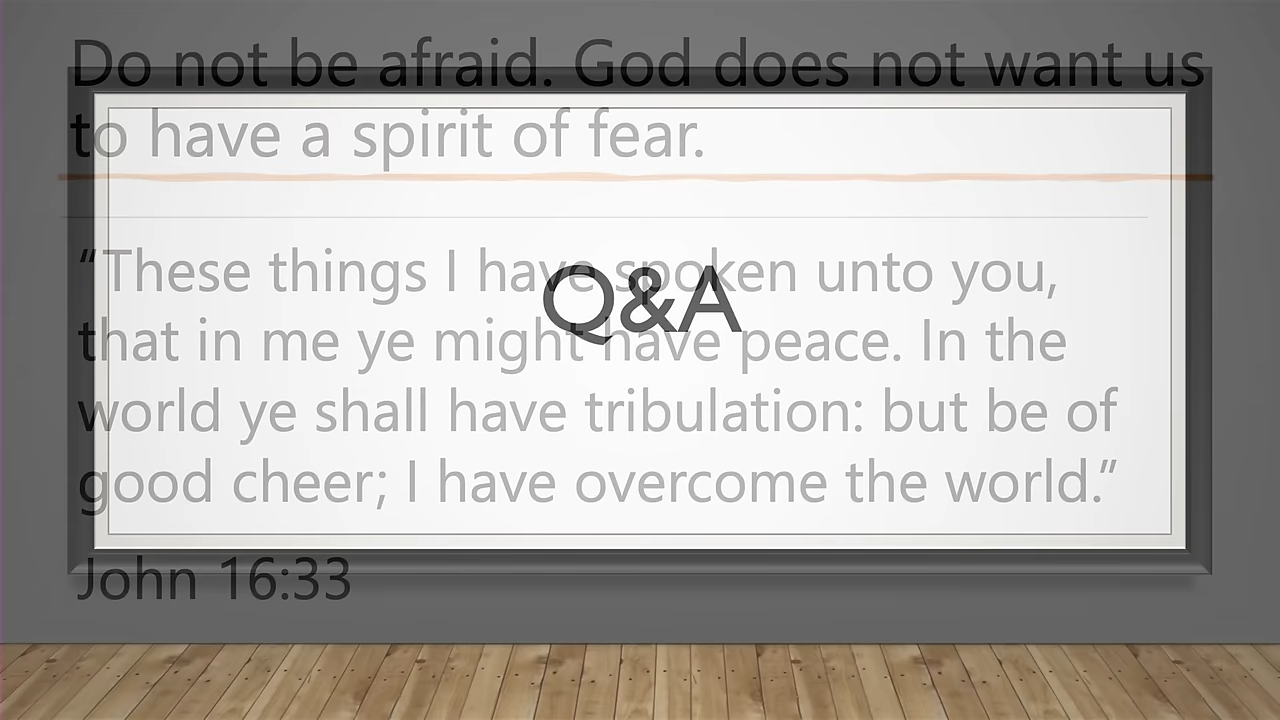 Do not be afraid. God does not want us
to have a spirit of fear.
“These things I have spoken unto you,
Q&A
that in me ye might have peace. In the
world ye shall have tribulation: but be of
good cheer; I have overcome the world.”
John 16:33